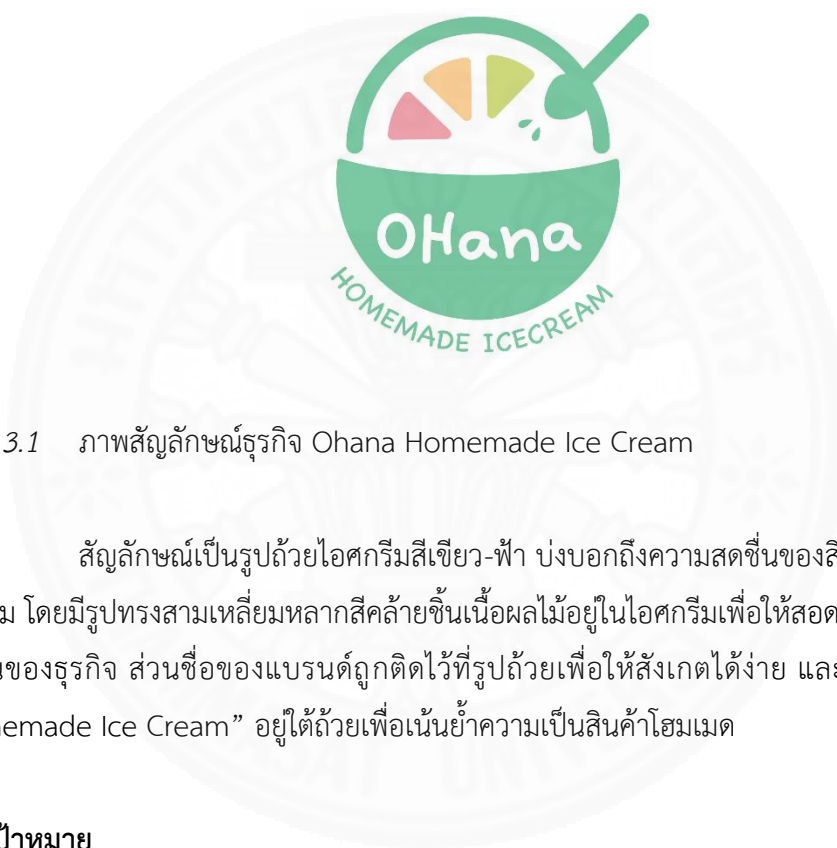 OHana
HOMEMADE ICECREAM
3.1 ภาพสัญลักษณ์ธุรกิจ Ohana Homemade Ice Cream
สัญลักษณ์เป็นรูปถ้วยไอศกรีมสีเขียว-ฟ้า บ่งบอกถึงความสดชื่นของสิ
ม โดยมีรูปทรงสามเหลี่ยมหลากสีคล้ายชิ้นเนื้อผลไม้อยู่ในไอศกรีมเพื่อให้สอด
นของธุรกิจ ส่วนชื่อของแบรนด์ถูกติดไว้ที่รูปถ้วยเพื่อให้สังเกตได้ง่าย และ
emade Ice Cream” อยู่ใต้ถ้วยเพื่อเน้นย้ำความเป็นสินค้าโฮมเมด
ป้าหมาย